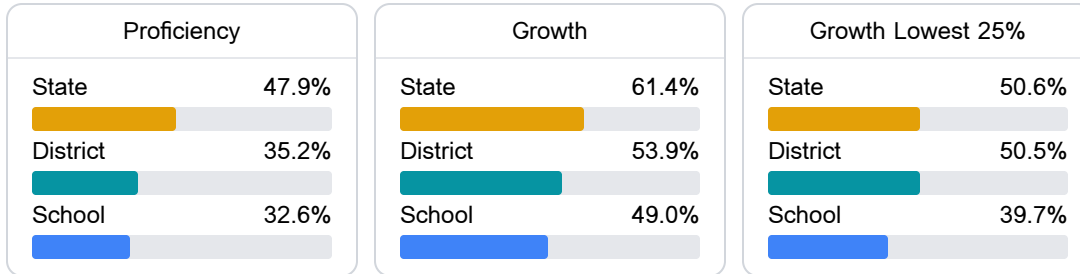 Proficiency
State 47.9%
District 35.2%
School 32.6%
Growth
State 61.4%
District 53.9%
School 49.0%
Growth Lowest 25%
State 50.6%
District 50.5%
School 39.7%